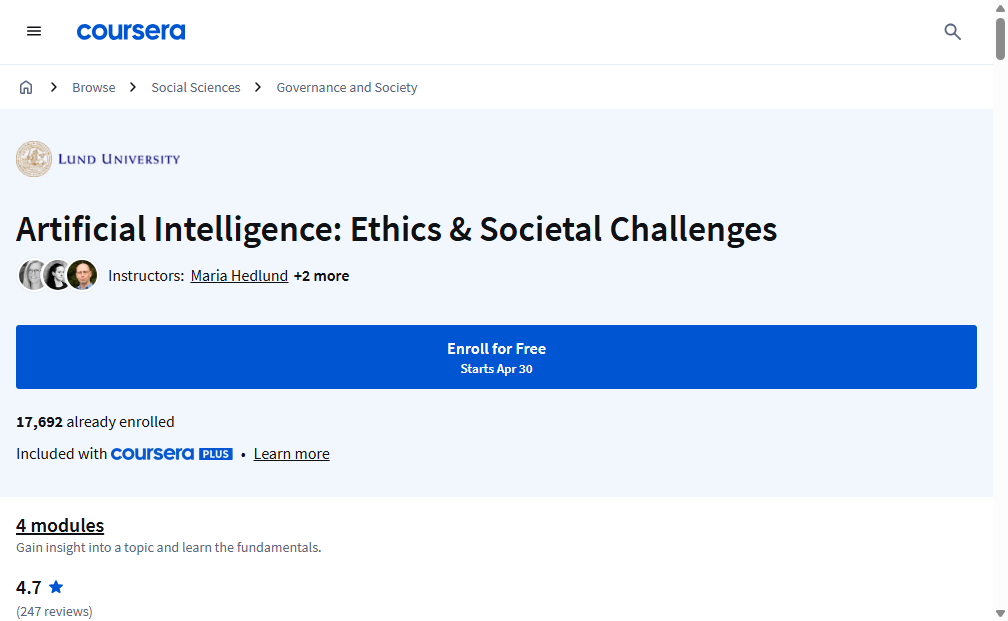 coursera
Browse
Social Sciences
Governance and Society
LUND UNIVERSITY
Artificial Intelligence: Ethics & Societal Challenges
Instructors: Maria Hedlund +2 more
Enroll for Free
Starts Apr 30
17,692 already enrolled
Included with coursera PLUS • Learn more
4 modules
Gain insight into a topic and learn the fundamentals.
4.7
(247 reviews)